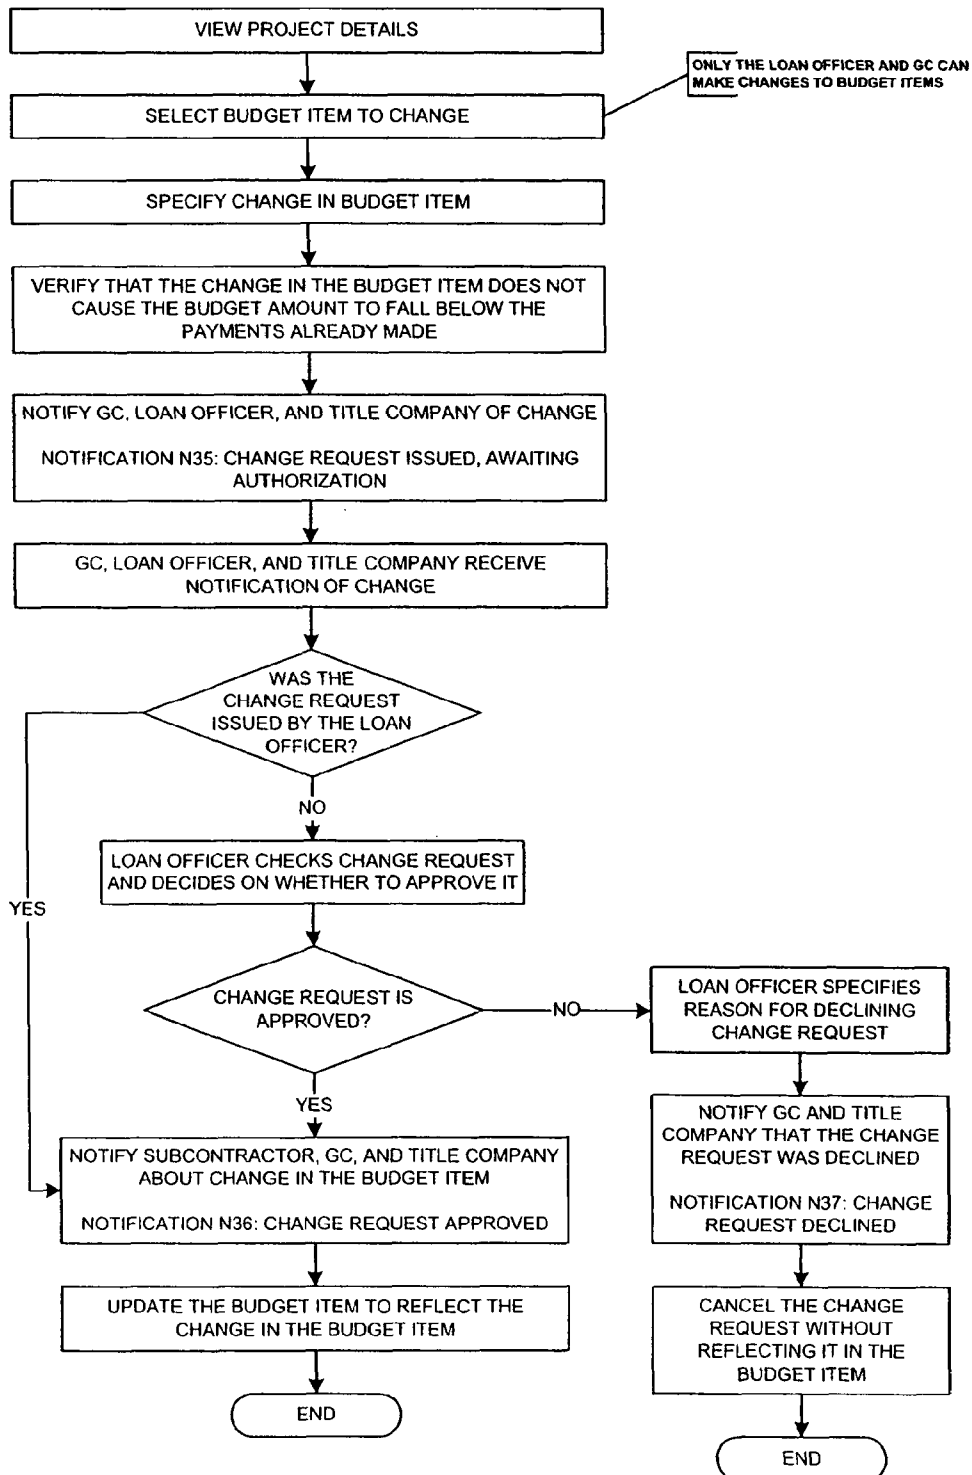 VIEW PROJECT DETAILS
ONLY THE LOAN OFFICER AND GC CAN
MAKE CHANGES TO BUDGET ITEMS
SELECT BUDGET ITEM TO CHANGE
SPECIFY CHANGE IN BUDGET ITEM
VERIFY THAT THE CHANGE IN THE BUDGET ITEM DOES NOT
CAUSE THE BUDGET AMOUNT TO FALL BELOW THE
PAYMENTS ALREADY MADE
NOTIFY GC, LOAN OFFICER, AND TITLE COMPANY OF CHANGE
NOTIFICATION N35: CHANGE REQUEST ISSUED, AWAITING
AUTHORIZATION
GC, LOAN OFFICER, AND TITLE COMPANY RECEIVE
NOTIFICATION OF CHANGE
WAS THE
CHANGE REQUEST
ISSUED BY THE LOAN
OFFICER?
NO
LOAN OFFICER CHECKS CHANGE REQUEST
AND DECIDES ON WHETHER TO APPROVE IT
YES
CHANGE REQUEST IS
APPROVED?
NO
LOAN OFFICER SPECIFIES
REASON FOR DECLINING
CHANGE REQUEST
YES
NOTIFY GC AND TITLE
COMPANY THAT THE CHANGE
REQUEST WAS DECLINED
NOTIFICATION N37: CHANGE
REQUEST DECLINED
NOTIFY SUBCONTRACTOR, GC, AND TITLE COMPANY
ABOUT CHANGE IN THE BUDGET ITEM
NOTIFICATION N36: CHANGE REQUEST APPROVED
UPDATE THE BUDGET ITEM TO REFLECT THE
CHANGE IN THE BUDGET ITEM
CANCEL THE CHANGE
REQUEST WITHOUT
REFLECTING IT IN THE
BUDGET ITEM
END
END